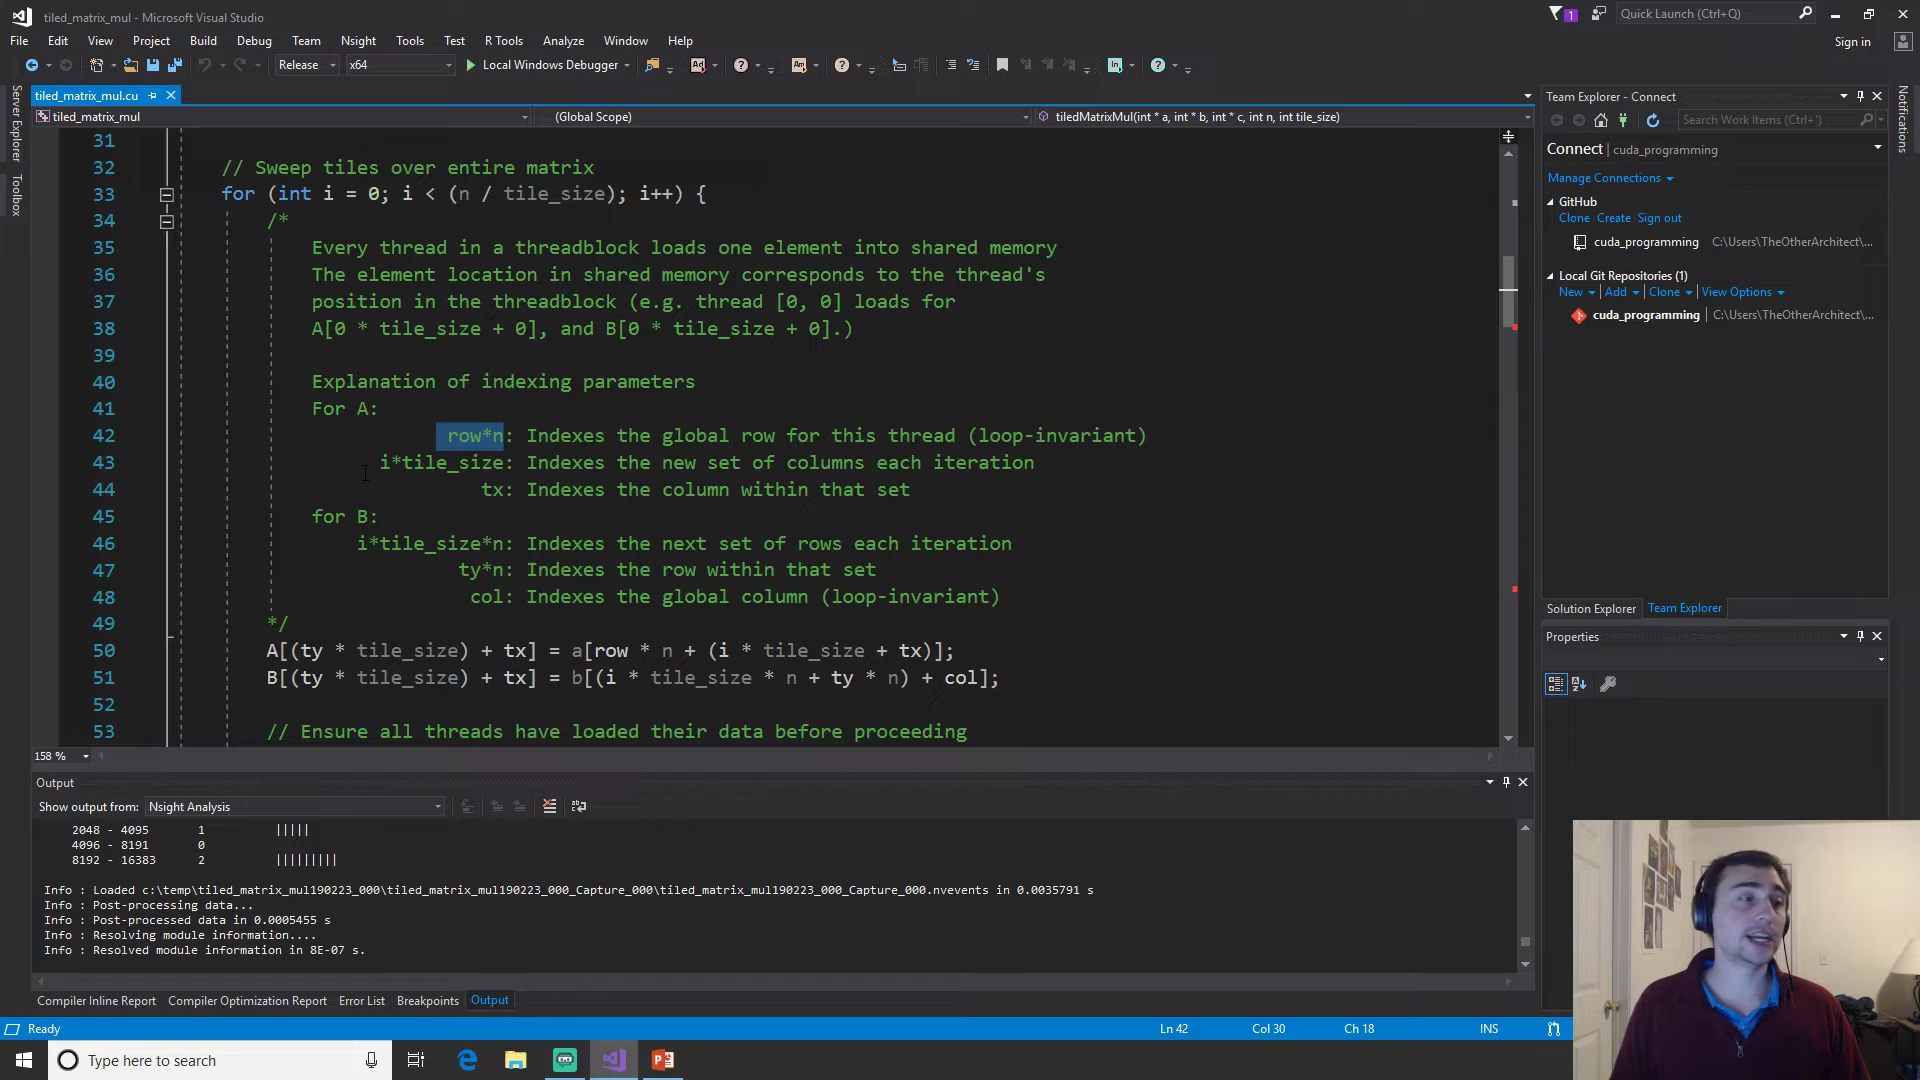 tiled_matrix_mul - Microsoft Visual Studio
1
Quick Launch (Ctrl+Q)
File Edit View Project Build Debug Team Nsight Tools R Tools Test Analyze Window Help
Sign in
Release x64 Local Windows Debugger
tiled_matrix_mul.cu
tiled_matrix_mul (Global Scope) tiledMatrixMul(int * a, int * b, int * c, int n, int tile_size)
Server Explorer
Toolbox
31
32 // Sweep tiles over entire matrix
33 for (int i = 0; i < (n / tile_size); i++) {
34 /*
35 Every thread in a threadblock loads one element into shared memory
36 The element location in shared memory corresponds to the thread's
37 position in the threadblock (e.g. thread [0, 0] loads for
38 A[0 * tile_size + 0], and B[0 * tile_size + 0].)
39
40 Explanation of indexing parameters
41 For A:
42 row*n: Indexes the global row for this thread (loop-invariant)
43 i*tile_size: Indexes the new set of columns each iteration
44 tx: Indexes the column within that set
45 for B:
46 i*tile_size*n: Indexes the next set of rows each iteration
47 ty*n: Indexes the row within that set
48 col: Indexes the global column (loop-invariant)
49 */
50 A[(ty * tile_size) + tx] = a[row * n + (i * tile_size + tx)];
51 B[(ty * tile_size) + tx] = b[(i * tile_size * n + ty * n) + col];
52
53 // Ensure all threads have loaded their data before proceeding
158 %
Output
Show output from: Nsight Analysis
2048 - 4095 1 |||||
4096 - 8191 0
8192 - 16383 2 |||||||||
Info : Loaded c:\temp\tiled_matrix_mul190223_000\tiled_matrix_mul190223_000_Capture_000\tiled_matrix_mul190223_000_Capture_000.nvevents in 0.0035791 s
Info : Post-processing data...
Info : Post-processed data in 0.0005455 s
Info : Resolving module information....
Info : Resolved module information in 8E-07 s.
Compiler Inline Report Compiler Optimization Report Error List Breakpoints Output
Team Explorer - Connect
Search Work Items (Ctrl+')
Connect | cuda_programming
Manage Connections
GitHub
Clone Create Sign out
cuda_programming C:\Users\TheOtherArchitect\...
Local Git Repositories (1)
New | Add | Clone | View Options
cuda_programming C:\Users\TheOtherArchitect\...
Solution Explorer Team Explorer
Properties
Notifications
Ready Ln 42 Col 30 Ch 18 INS
Type here to search